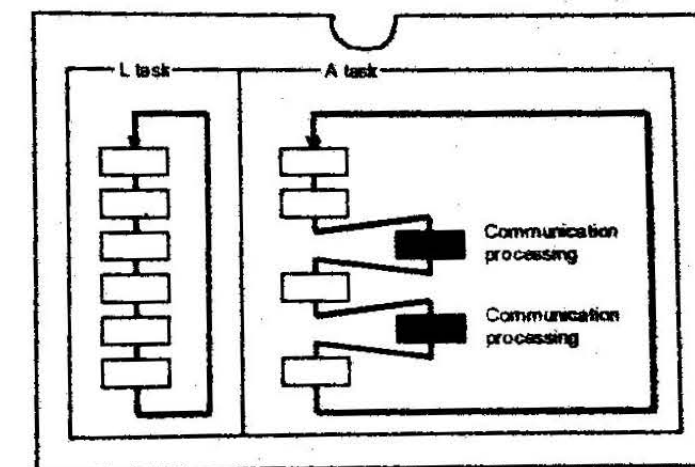 L task
A task
Communication
processing
Communication
processing